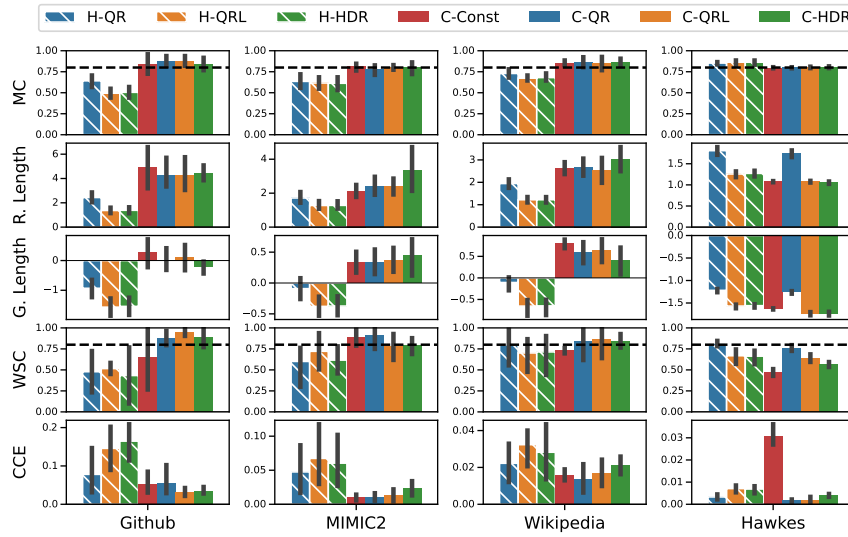 H-QR H-QRL H-HDR C-Const C-QR C-QRL C-HDR
MC
1.00 0.75 0.50 0.25 0.00
1.00 0.75 0.50 0.25 0.00
1.00 0.75 0.50 0.25 0.00
1.00 0.75 0.50 0.25 0.00
R. Length
6 4 2 0
4 2 0
3 2 1 0
1.5 1.0 0.5 0.0
G. Length
0 −1
0.5 0.0 −0.5
0.5 0.0 −0.5
0.0 −0.5 −1.0 −1.5
WSC
1.00 0.75 0.50 0.25 0.00
1.00 0.75 0.50 0.25 0.00
1.00 0.75 0.50 0.25 0.00
1.00 0.75 0.50 0.25 0.00
CCE
0.2 0.1 0.0
0.10 0.05 0.00
0.04 0.02 0.00
0.03 0.02 0.01 0.00
Github MIMIC2 Wikipedia Hawkes